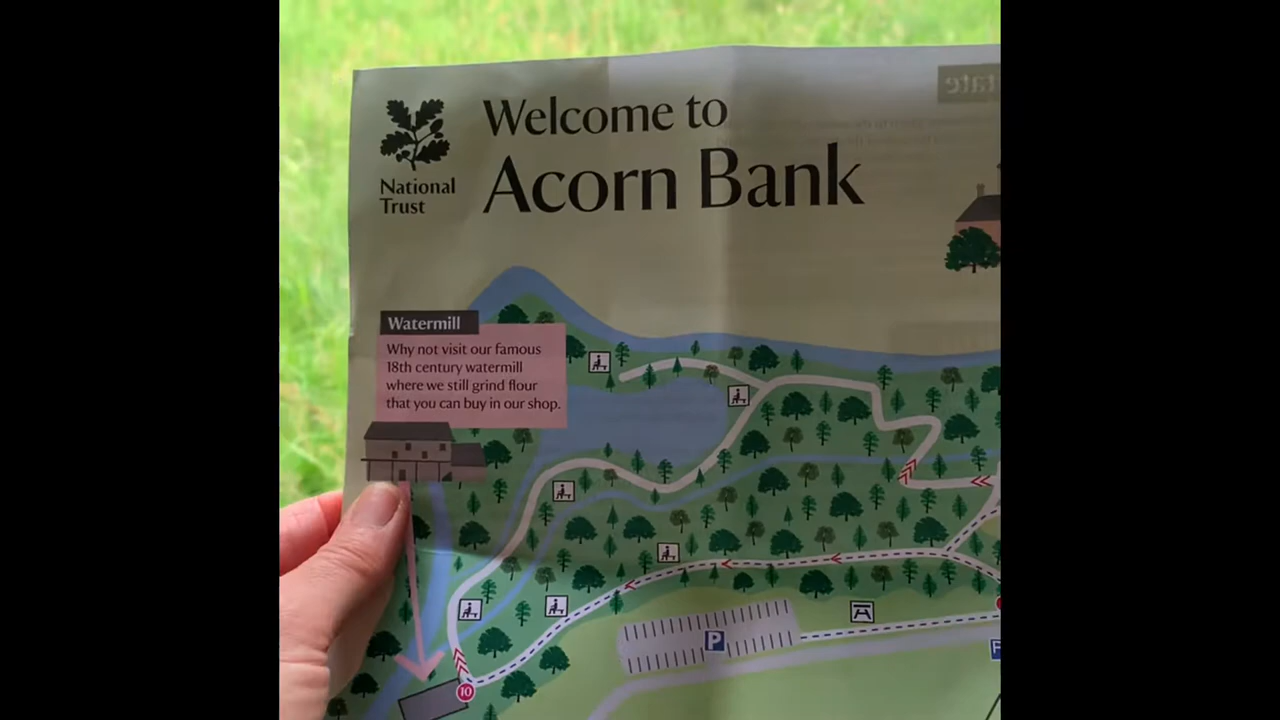 Welcome to
Acorn Bank
National
Trust
Watermill
Why not visit our famous
18th century watermill
where we still grind flour
that you can buy in our shop.
P
10